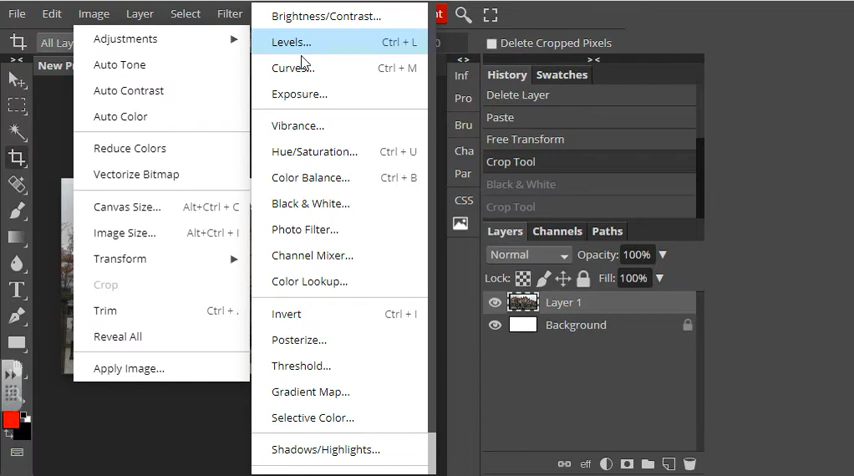 File Edit Image Layer Select Filter
All Lay
Delete Cropped Pixels
New Pr
Adjustments
Auto Tone
Auto Contrast
Auto Color
Reduce Colors
Vectorize Bitmap
Canvas Size... Alt+Ctrl + C
Image Size... Alt+Ctrl + I
Transform
Crop
Trim Ctrl + .
Reveal All
Apply Image...
Brightness/Contrast...
Levels... Ctrl + L
Curves... Ctrl + M
Exposure...
Vibrance...
Hue/Saturation... Ctrl + U
Color Balance... Ctrl + B
Black & White...
Photo Filter...
Channel Mixer...
Color Lookup...
Invert Ctrl + I
Posterize...
Threshold...
Gradient Map...
Selective Color...
Shadows/Highlights...
< > > <
Inf
Pro
Bru
Cha
Par
CSS
History Swatches
Delete Layer
Paste
Free Transform
Crop Tool
Black & White
Crop Tool
Layers Channels Paths
Normal Opacity: 100%
Lock: Fill: 100%
Layer 1
Background
eff